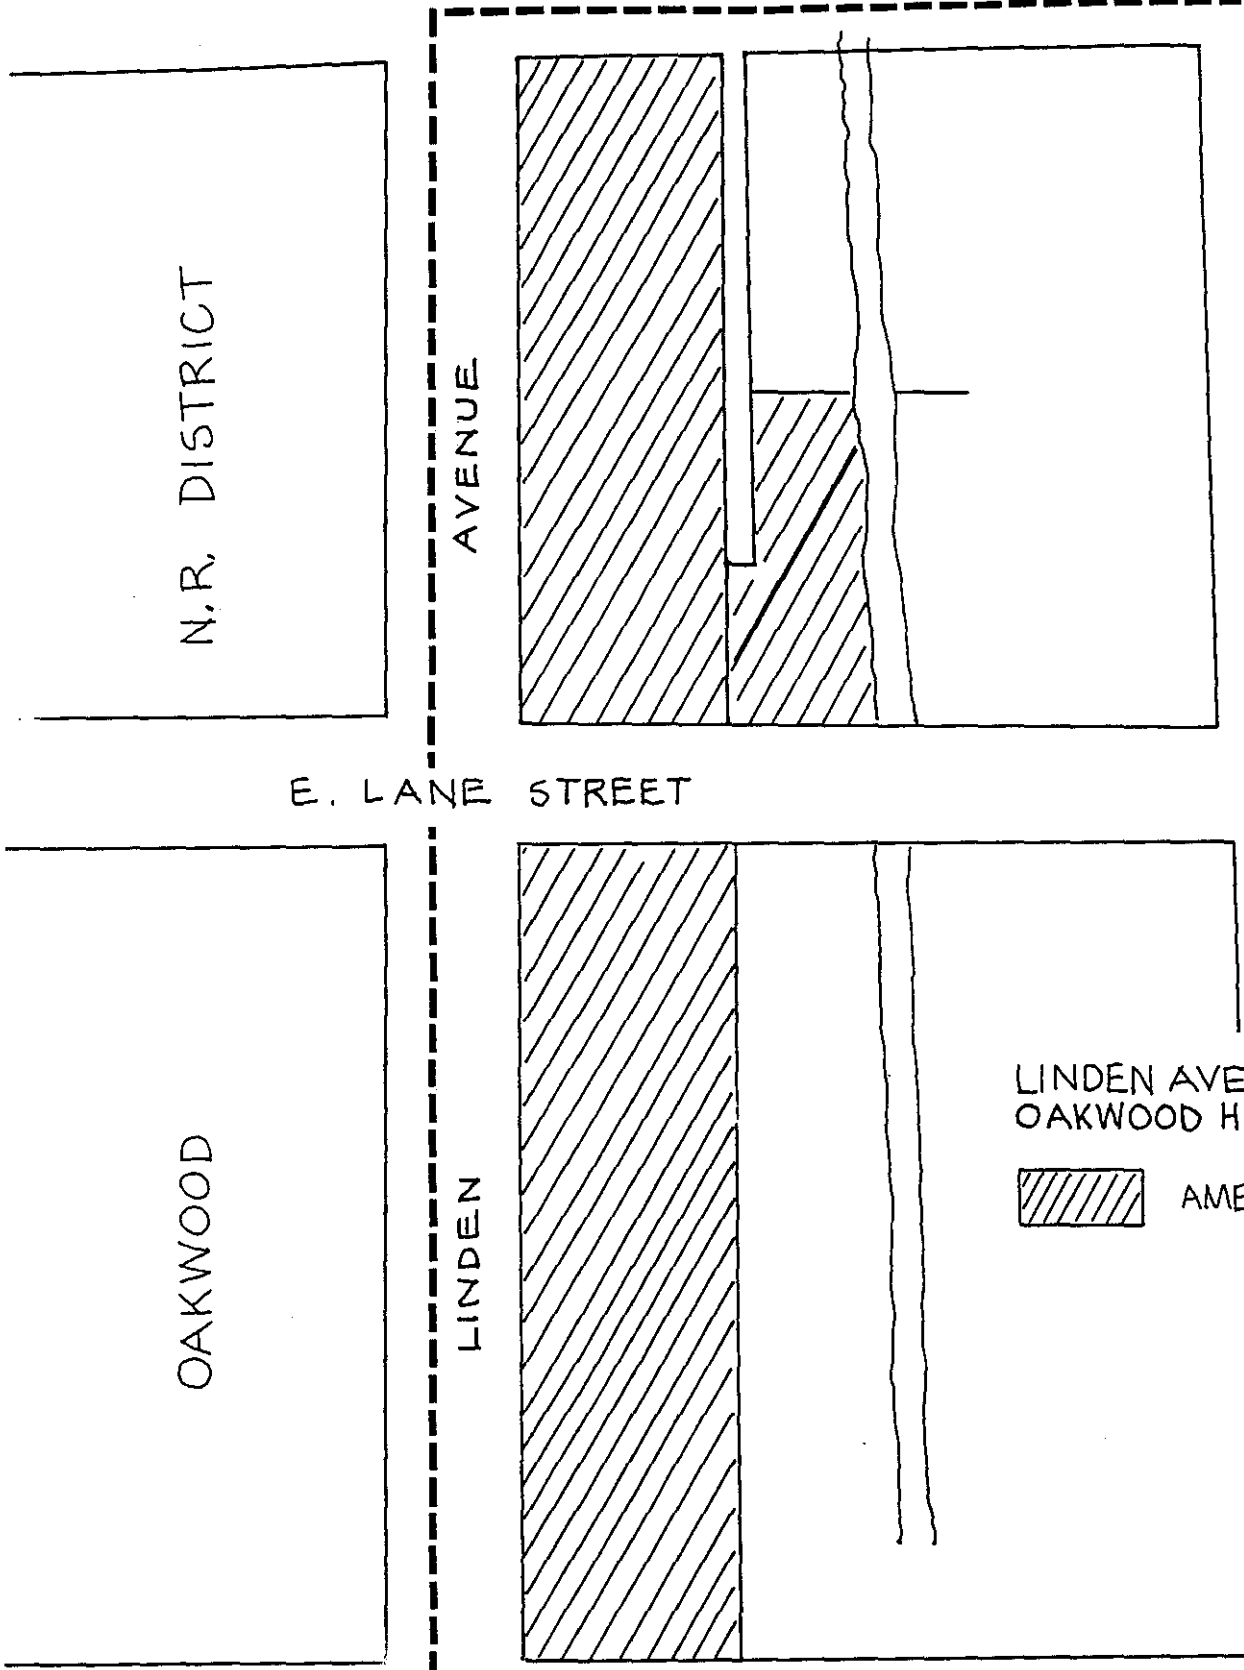 OAKWOOD N.R. DISTRICT
LINDEN AVENUE
E. LANE STREET
LINDEN AVE
OAKWOOD H
AME